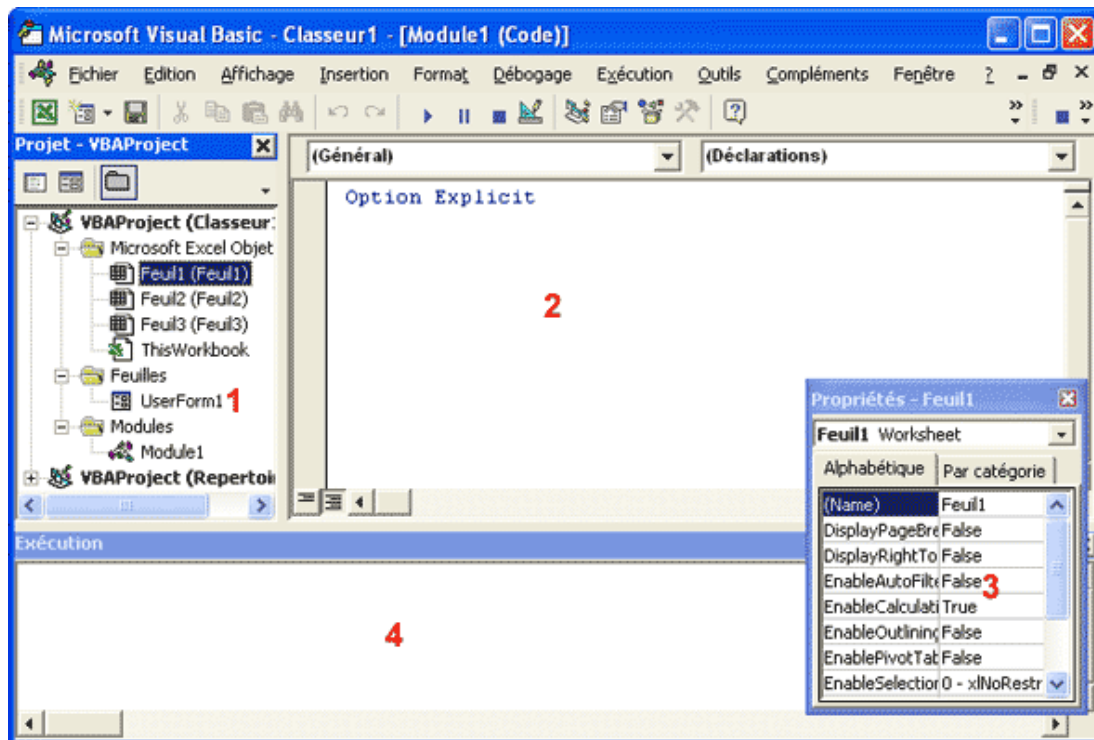 Microsoft Visual Basic - Classeur1 - [Module1 (Code)]
Fichier Edition Affichage Insertion Format Débogage Exécution Outils Compléments Fenêtre ?
Projet - VBAProject
(Général) (Déclarations)
Option Explicit
VBAProject (Classeur1
Microsoft Excel Objet
Feuil1 (Feuil1)
Feuil2 (Feuil2)
Feuil3 (Feuil3)
ThisWorkbook
Feuilles
UserForm1 1
Modules
Module1
VBAProject (Repertoi
2
Propriétés - Feuil1
Feuil1 Worksheet
Alphabétique Par catégorie
(Name) Feuil1
DisplayPageBre False
DisplayRightTo False
EnableAutoFilte False
3
EnableCalculati True
EnableOutlining False
EnablePivotTab False
EnableSelection 0 - xlNoRestr
Exécution
4